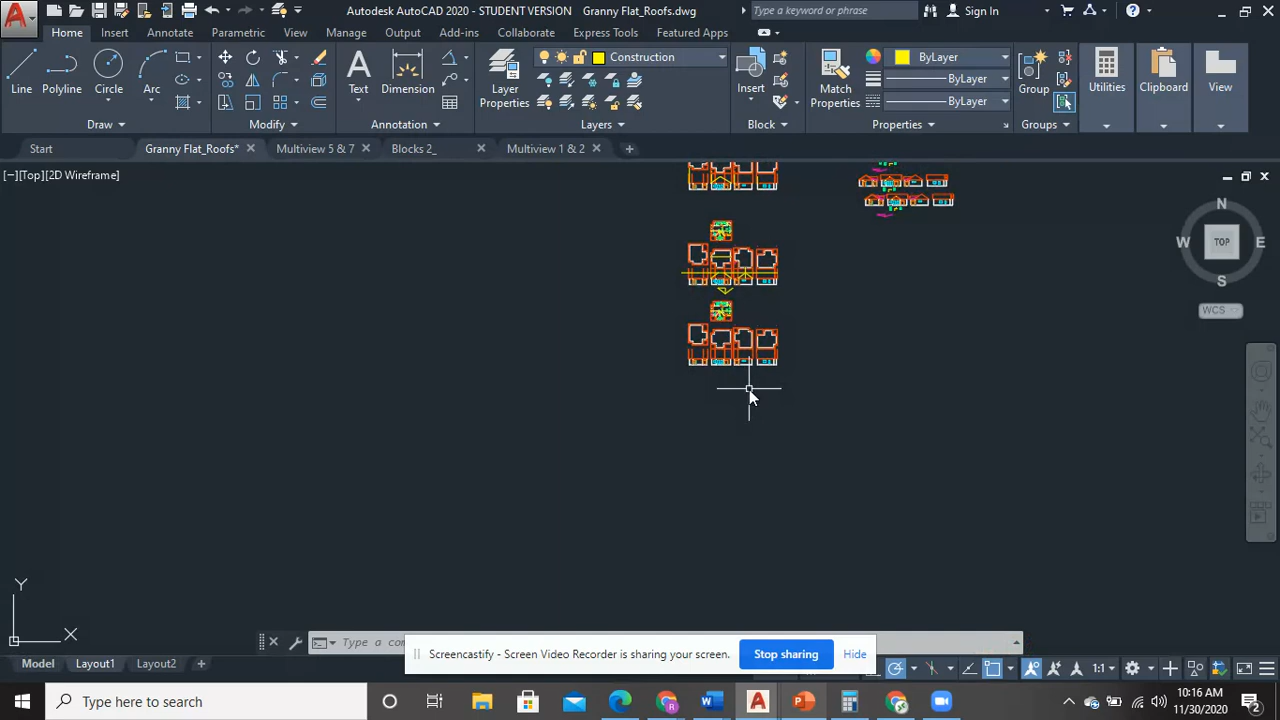 Autodesk AutoCAD 2020 - STUDENT VERSION Granny Flat_Roofs.dwg Type a keyword or phrase Sign In
Home Insert Annotate Parametric View Manage Output Add-ins Collaborate Express Tools Featured Apps
Construction
ByLayer
ByLayer
ByLayer
Line Polyline Circle Arc Text Dimension Layer Properties Insert Match Properties Group Utilities Clipboard View
Draw Modify Annotation Layers Block Properties Groups
Start Granny Flat_Roofs* Multiview 5 & 7 Blocks 2_ Multiview 1 & 2
[−][Top][2D Wireframe]
N
W TOP E
S
WCS
Y
X
Type a com
Screencastify - Screen Video Recorder is sharing your screen. Stop sharing Hide
Model Layout1 Layout2 1:1
Type here to search
10:16 AM
11/30/2020
2